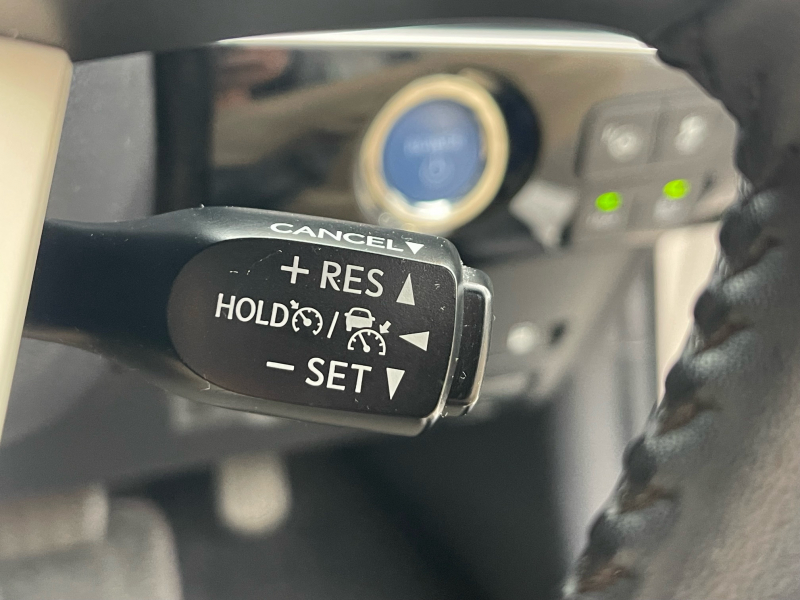 CANCEL▼
+ RES ▲
HOLD / ◀
− SET ▼